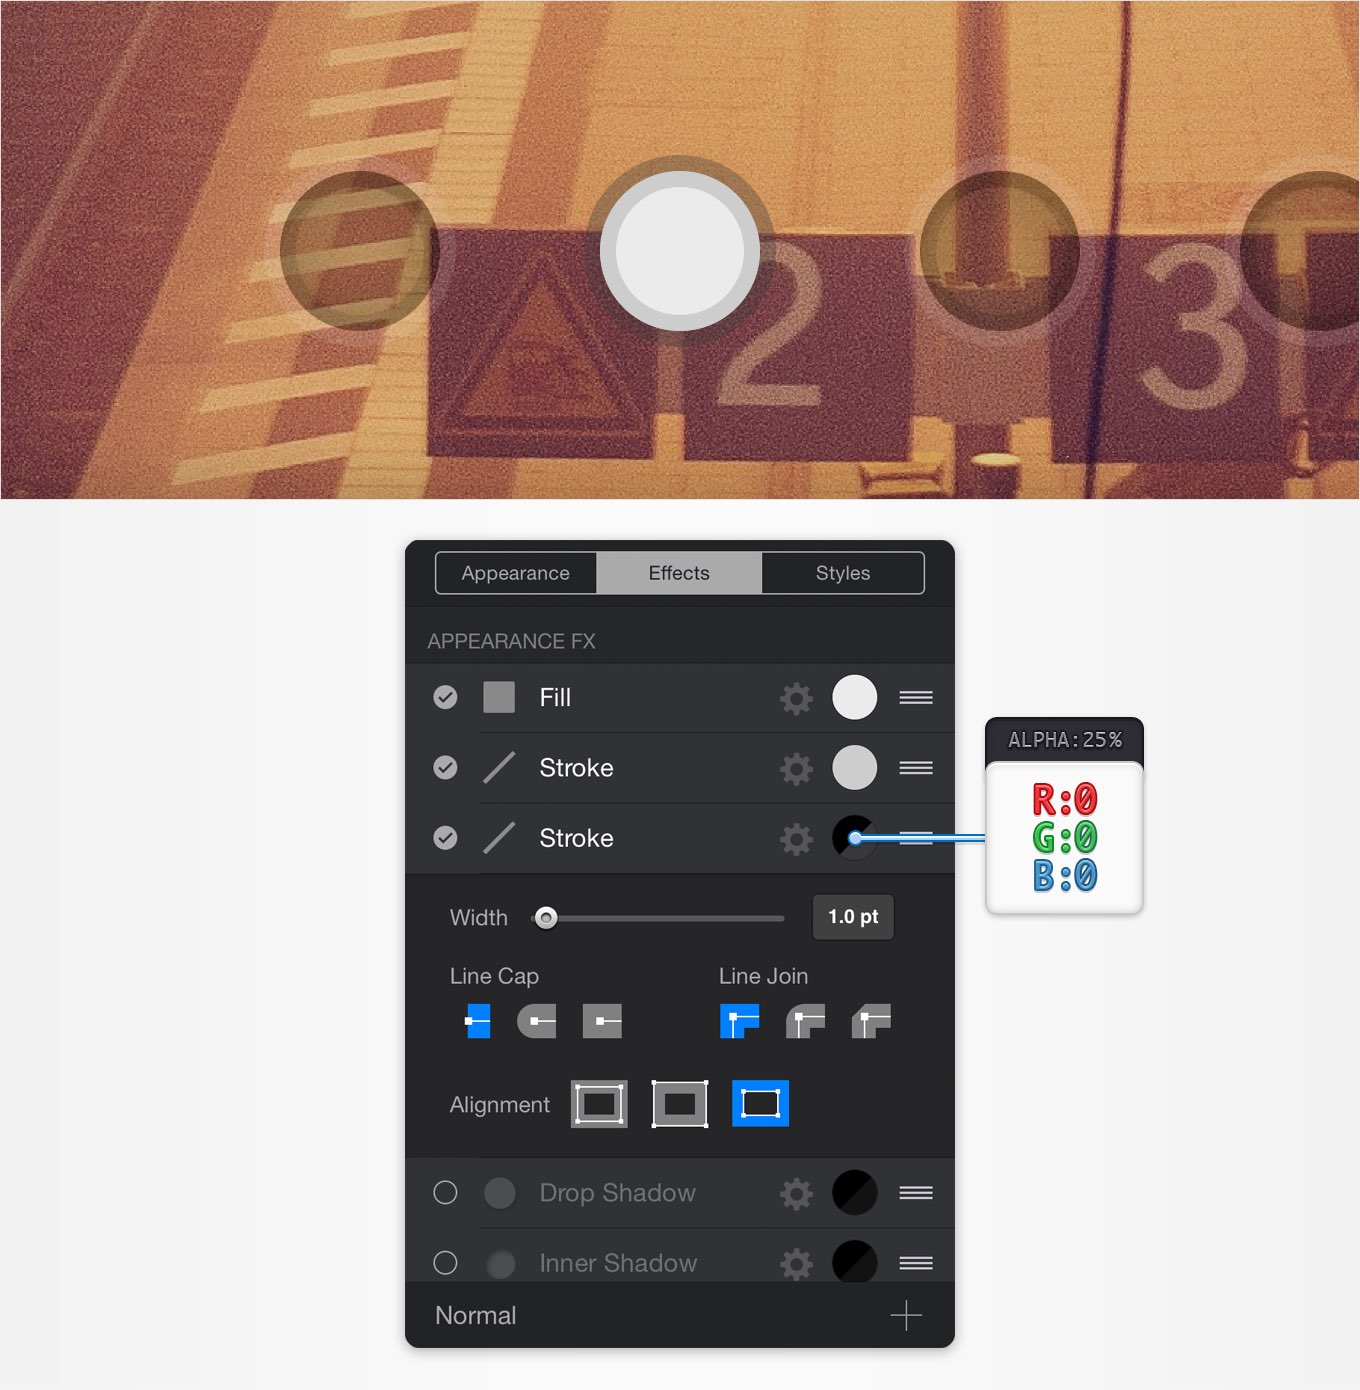 2
3
Appearance Effects Styles
APPEARANCE FX
Fill
Stroke
Stroke
ALPHA:25%
R:0
G:0
B:0
Width 1.0 pt
Line Cap Line Join
Alignment
Drop Shadow
Inner Shadow
Normal